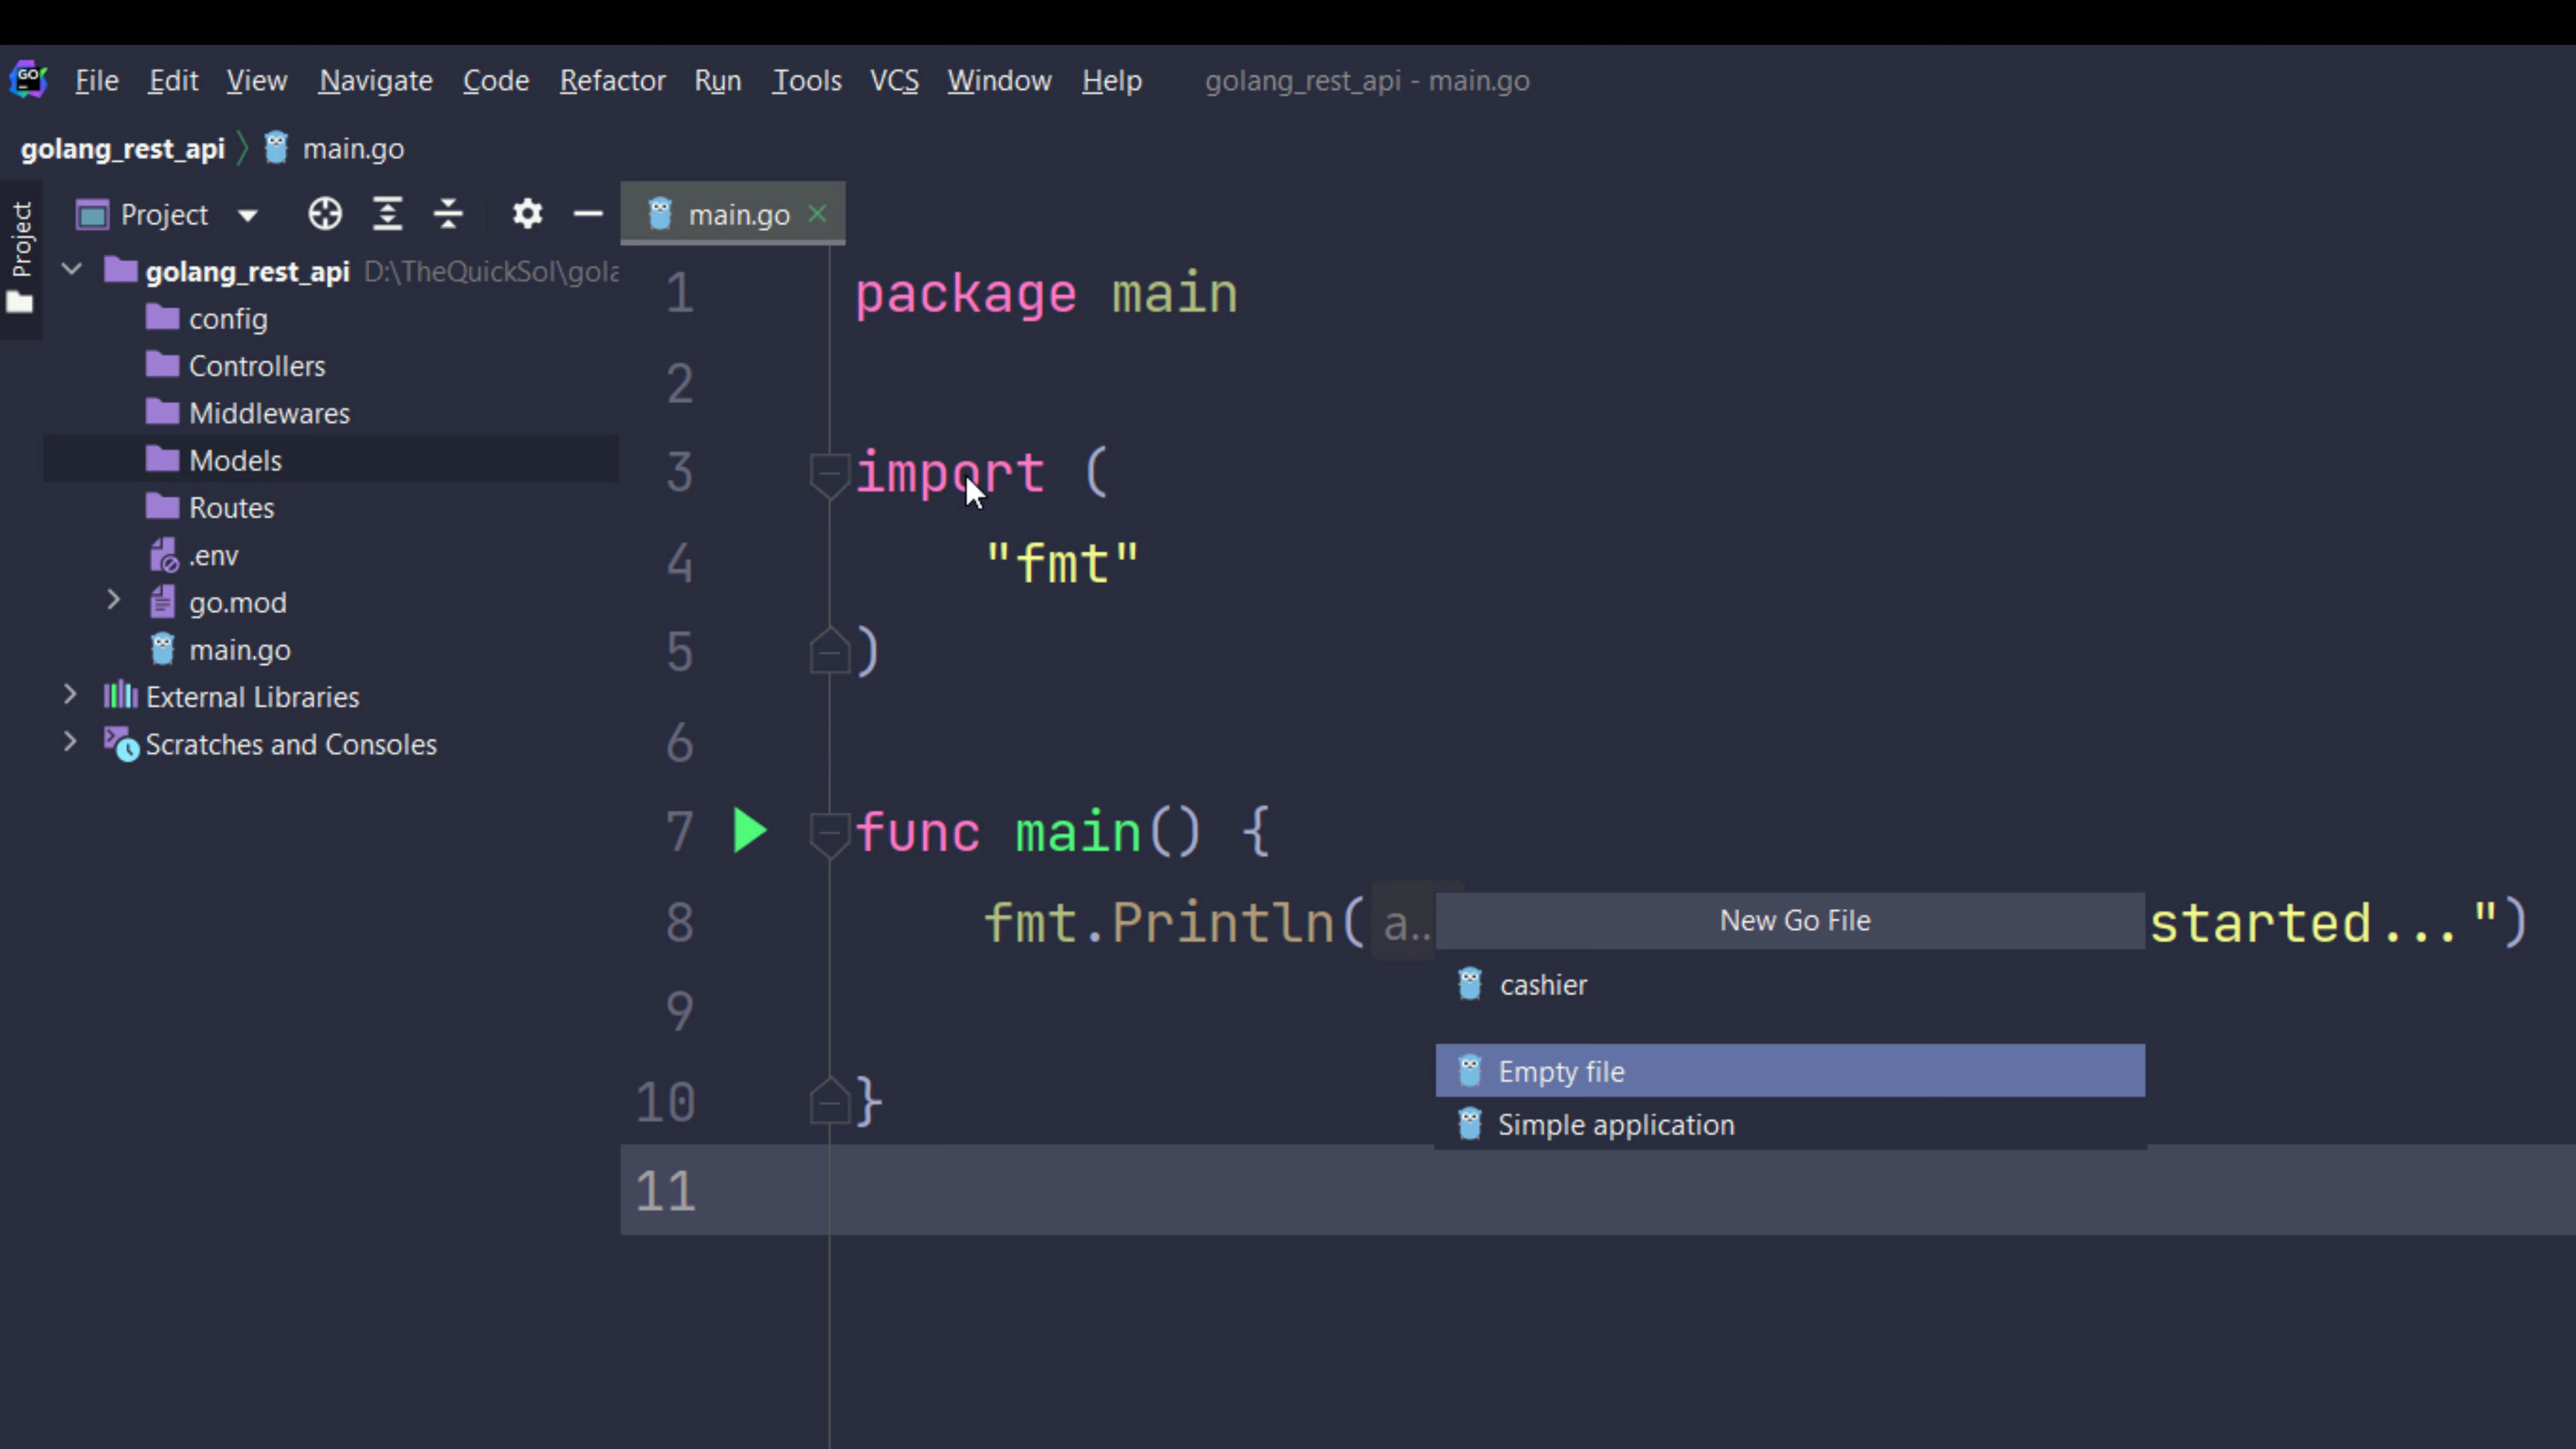 GO
File Edit View Navigate Code Refactor Run Tools VCS Window Help golang_rest_api - main.go
golang_rest_api main.go
Project
Project
main.go
golang_rest_api D:\TheQuickSol\gola
config
Controllers
Middlewares
Models
Routes
.env
go.mod
main.go
External Libraries
Scratches and Consoles
1 package main
2
3 import (
4 "fmt"
5 )
6
7 func main() {
8 fmt.Println( a.. started...")
9
10 }
11
New Go File
cashier
Empty file
Simple application